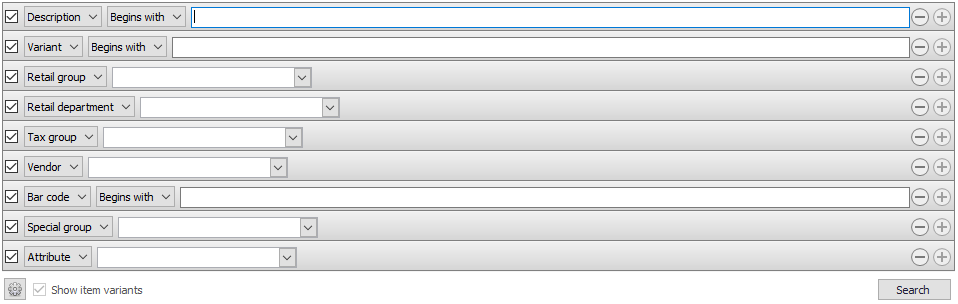 Description Begins with
Variant Begins with
Retail group
Retail department
Tax group
Vendor
Bar code Begins with
Special group
Attribute
Show item variants Search